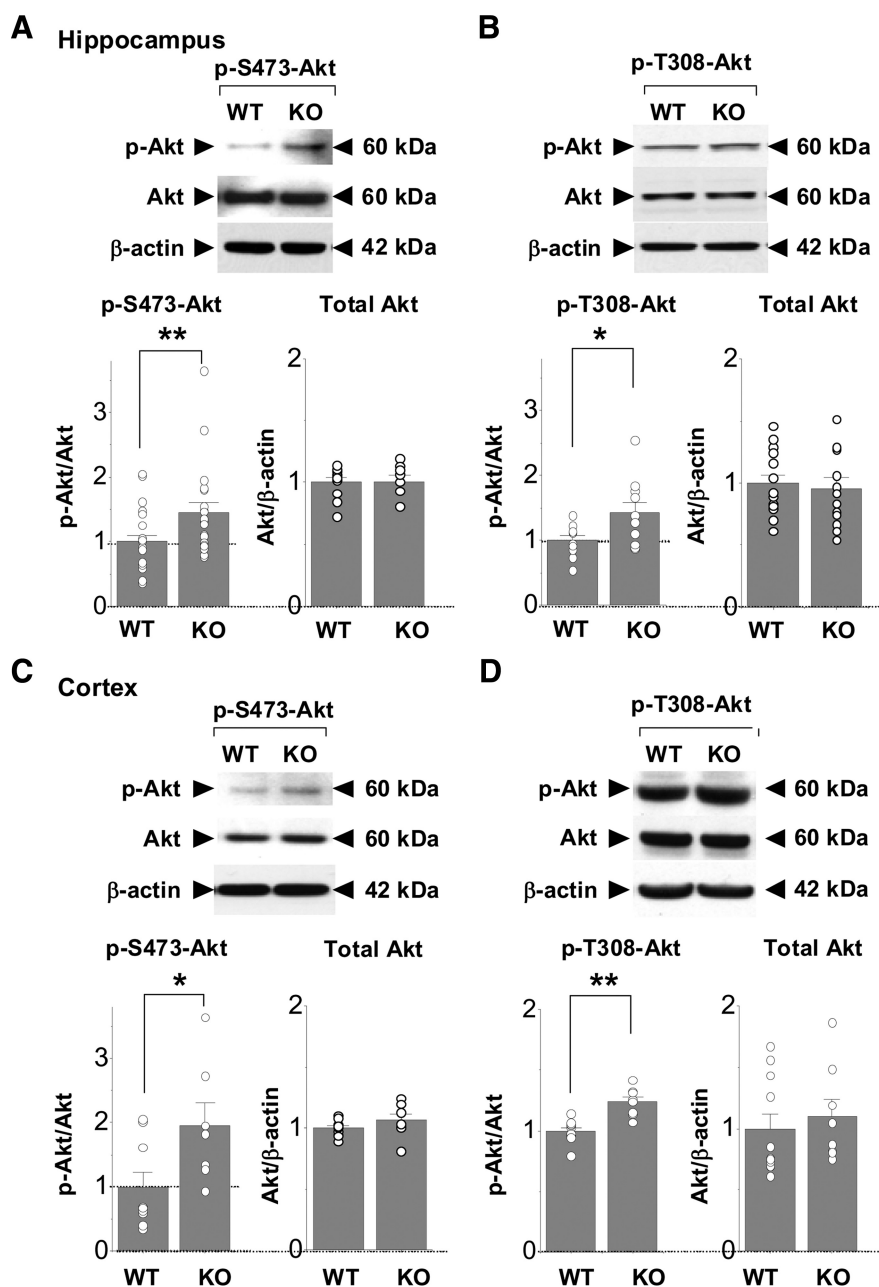 A
Hippocampus
p-S473-Akt
WT KO
p-Akt 60 kDa
Akt 60 kDa
β-actin 42 kDa
p-S473-Akt Total Akt
**
p-Akt/Akt
3
2
1
0
WT KO
Akt/β-actin
2
1
0
WT KO
B
p-T308-Akt
WT KO
p-Akt 60 kDa
Akt 60 kDa
β-actin 42 kDa
p-T308-Akt Total Akt
*
p-Akt/Akt
3
2
1
0
WT KO
Akt/β-actin
2
1
0
WT KO
C
Cortex
p-S473-Akt
WT KO
p-Akt 60 kDa
Akt 60 kDa
β-actin 42 kDa
p-S473-Akt Total Akt
*
p-Akt/Akt
3
2
1
0
WT KO
Akt/β-actin
2
1
0
WT KO
D
p-T308-Akt
WT KO
p-Akt 60 kDa
Akt 60 kDa
β-actin 42 kDa
p-T308-Akt Total Akt
**
p-Akt/Akt
2
1
0
WT KO
Akt/β-actin
2
1
0
WT KO